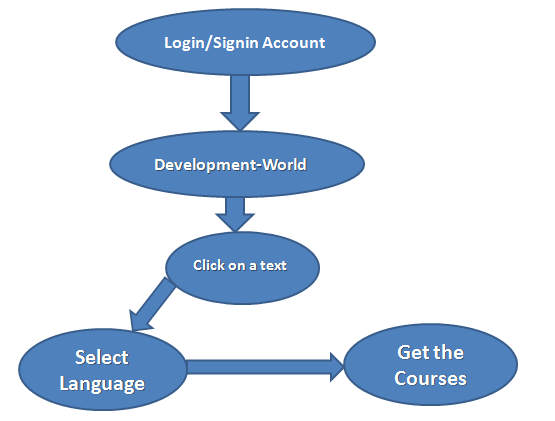 Login/Signin Account
Development-World
Click on a text
Select
Language
Get the
Courses